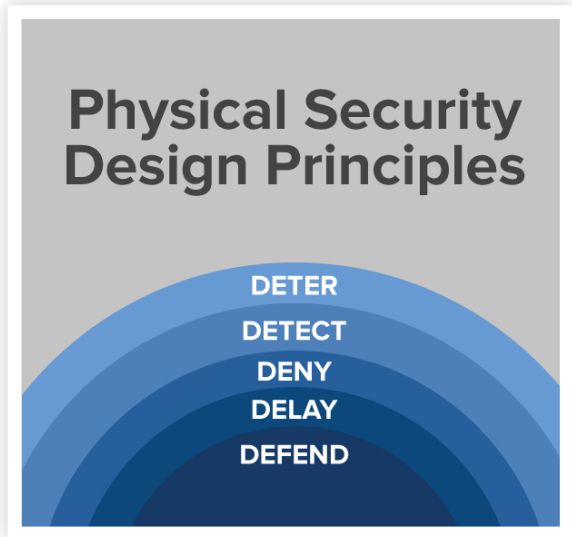 Physical Security
Design Principles
DETER
DETECT
DENY
DELAY
DEFEND